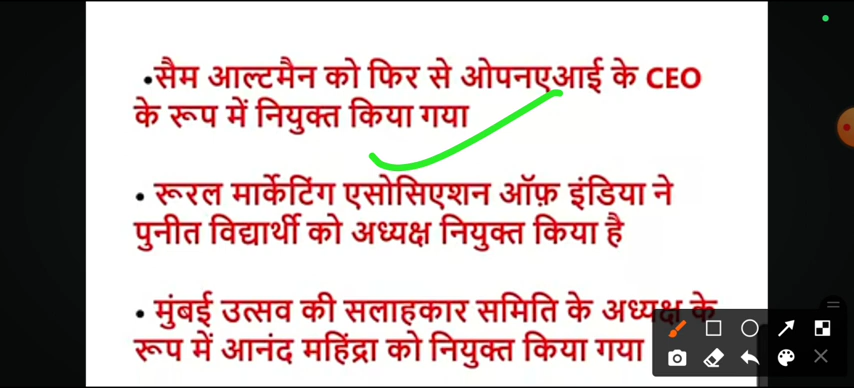 •सैम आल्टमैन को फिर से ओपनएआई के CEO
के रूप में नियुक्त किया गया
• रूरल मार्केटिंग एसोसिएशन ऑफ़ इंडिया ने
पुनीत विद्यार्थी को अध्यक्ष नियुक्त किया है
• मुंबई उत्सव की सलाहकार समिति के अध्यक्ष के
रूप में आनंद महिंद्रा को नियुक्त किया गया